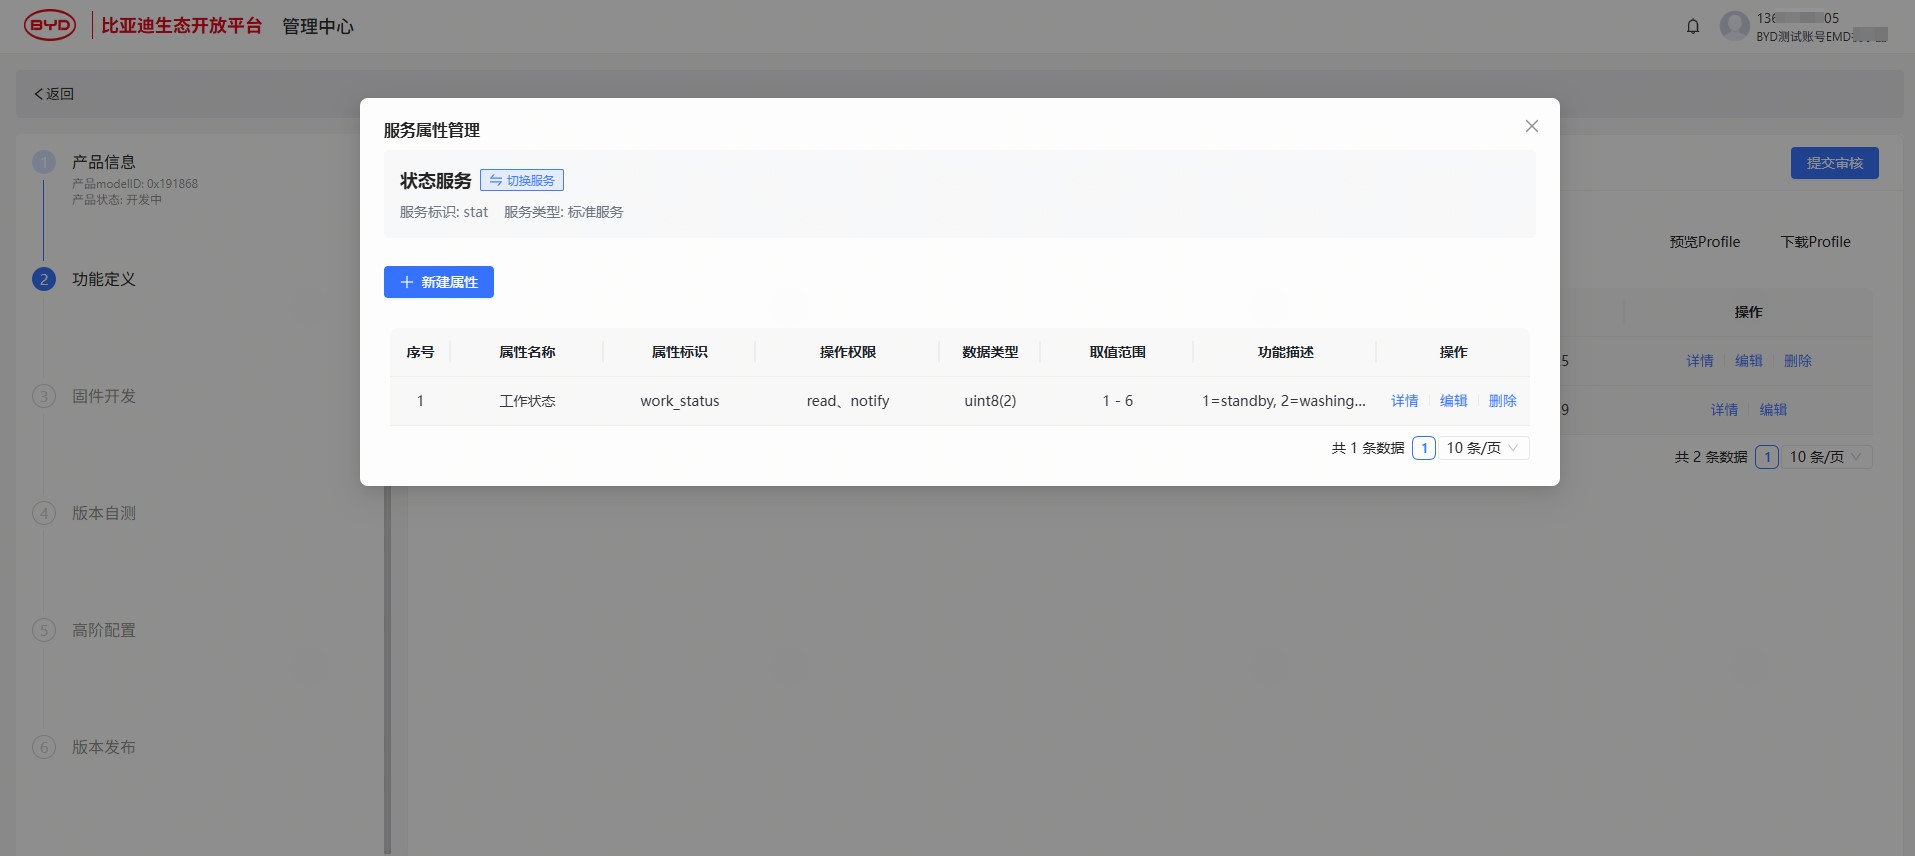 BYD 比亚迪生态开放平台 管理中心
136 05
BYD测试账号EMD
返回
1 产品信息
产品modelID: 0x191868
产品状态: 开发中
2 功能定义
3 固件开发
4 版本自测
5 高阶配置
6 版本发布
服务属性管理
状态服务 切换服务
服务标识: stat 服务类型: 标准服务
新建属性
序号 属性名称 属性标识 操作权限 数据类型 取值范围 功能描述 操作
1 工作状态 work_status read、notify uint8(2) 1 - 6 1=standby, 2=washing... 详情 编辑 删除
共 1 条数据 1 10 条/页
提交审核
预览Profile 下载Profile
操作
5 详情 编辑 删除
9 详情 编辑
共 2 条数据 1 10 条/页